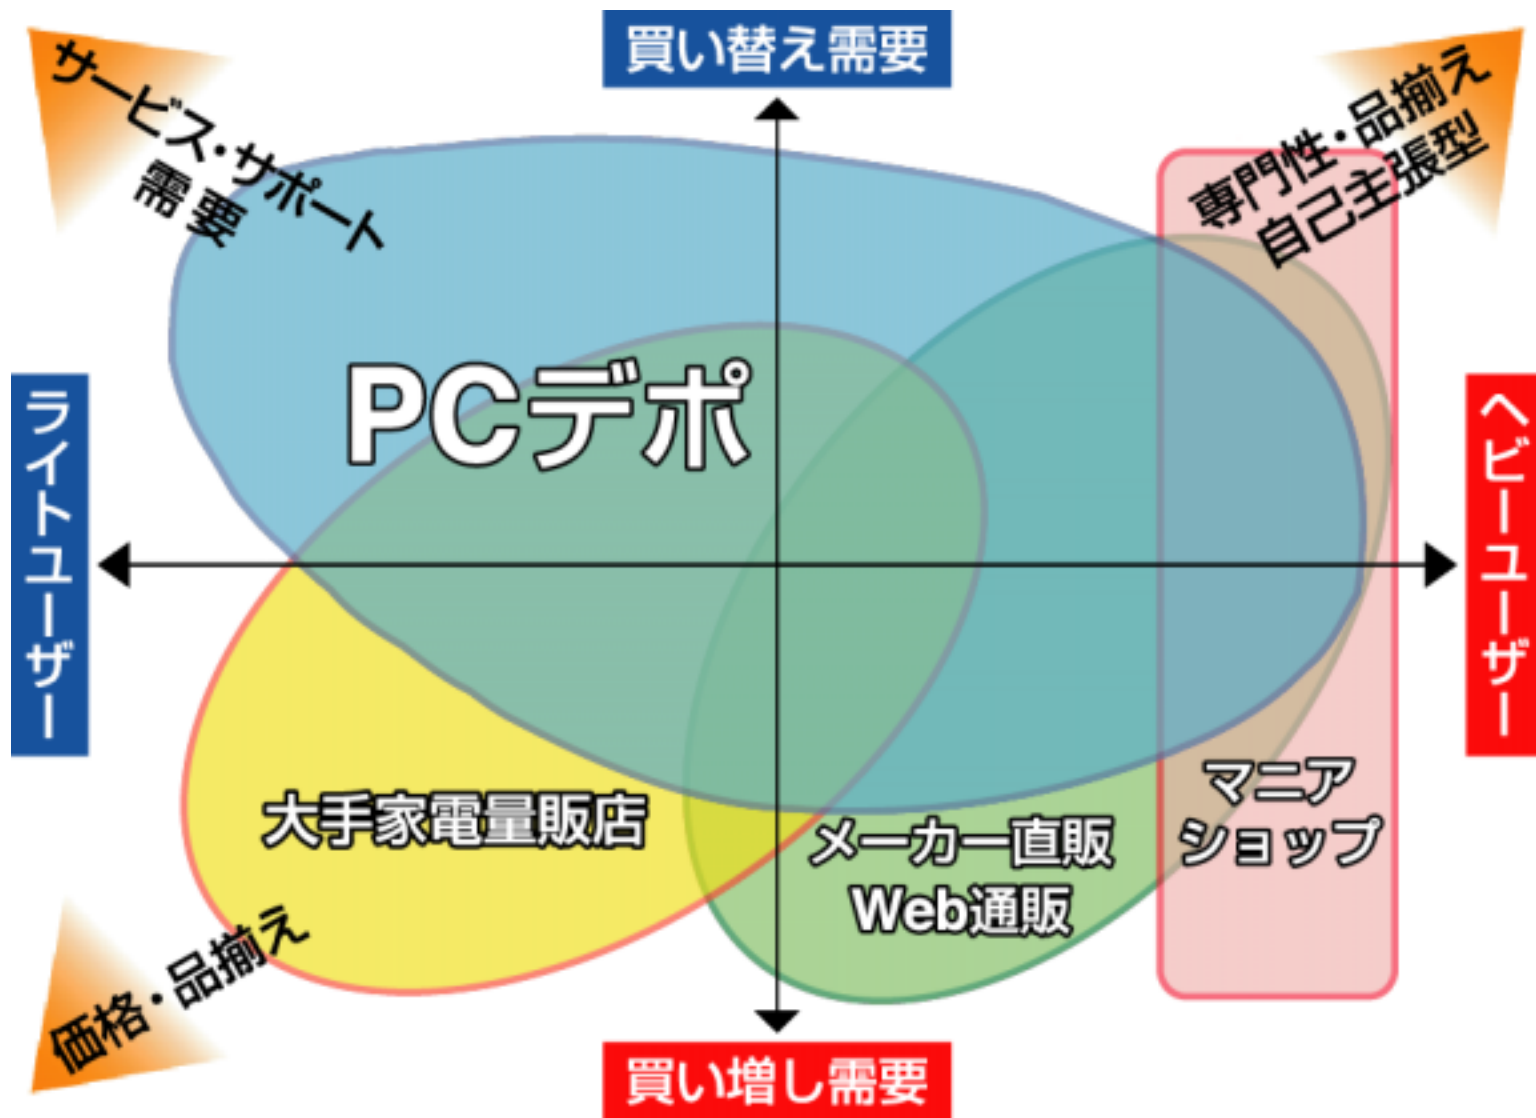 買い替え需要
サービス・サポート
需要
専門性・品揃え
自己主張型
ライトユーザー
PCデポ
ヘビーユーザー
大手家電量販店
メーカー直販
Web通販
マニア
ショップ
価格・品揃え
買い増し需要